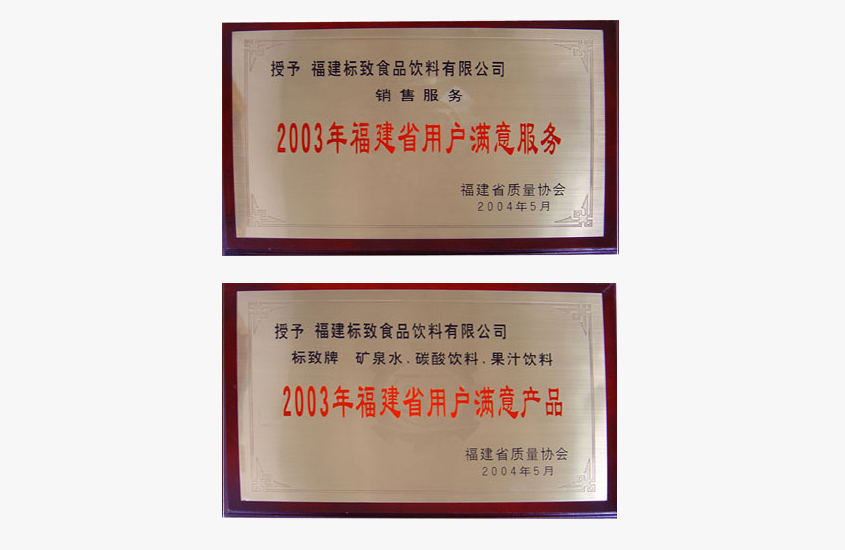 授予 福建标致食品饮料有限公司
销售服务
2003年福建省用户满意服务
福建省质量协会
2004年5月
授予 福建标致食品饮料有限公司
标致牌 矿泉水、碳酸饮料、果汁饮料
2003年福建省用户满意产品
福建省质量协会
2004年5月